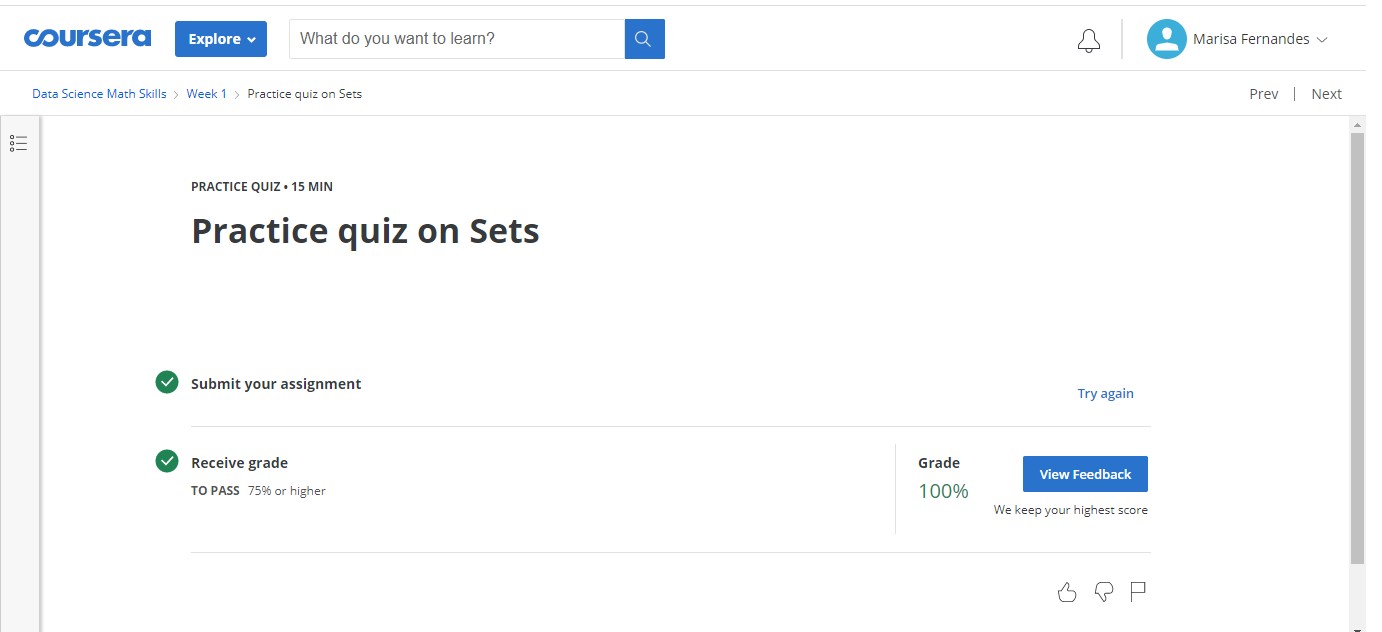 coursera Explore What do you want to learn? Marisa Fernandes
Data Science Math Skills > Week 1 > Practice quiz on Sets Prev | Next
PRACTICE QUIZ • 15 MIN
Practice quiz on Sets
Submit your assignment
Try again
Receive grade
TO PASS 75% or higher
Grade
100%
View Feedback
We keep your highest score